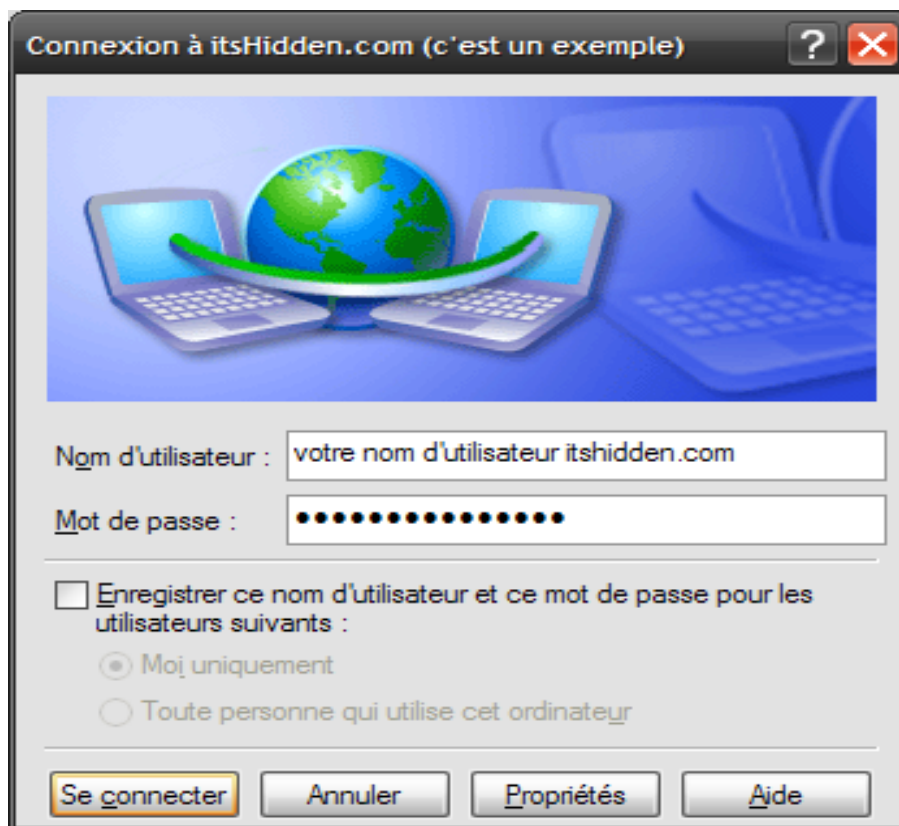 Connexion à itsHidden.com (c'est un exemple)
Nom d'utilisateur :
votre nom d'utilisateur itshidden.com
Mot de passe :
●●●●●●●●●●●●●●●
Enregistrer ce nom d'utilisateur et ce mot de passe pour les
utilisateurs suivants :
Moi uniquement
Toute personne qui utilise cet ordinateur
Se connecter
Annuler
Propriétés
Aide